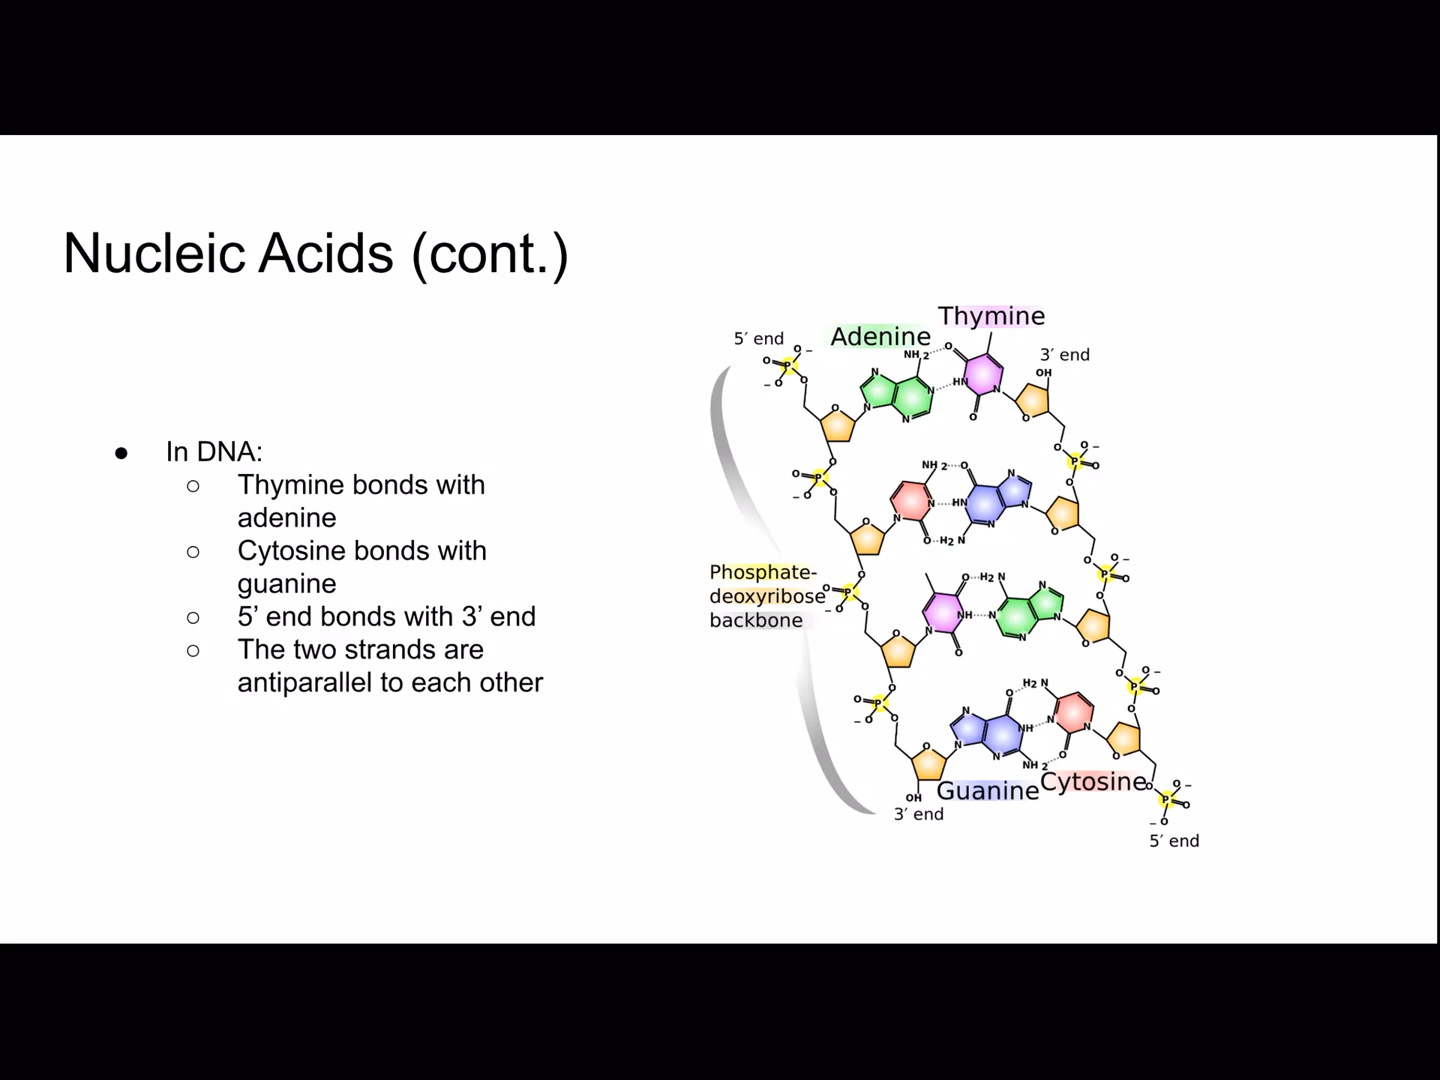 Nucleic Acids (cont.)
● In DNA:
○ Thymine bonds with
adenine
○ Cytosine bonds with
guanine
○ 5’ end bonds with 3’ end
○ The two strands are
antiparallel to each other
Thymine
5′ end
Adenine
3′ end
Phosphate-
deoxyribose
backbone
Guanine
Cytosine
3′ end
5′ end